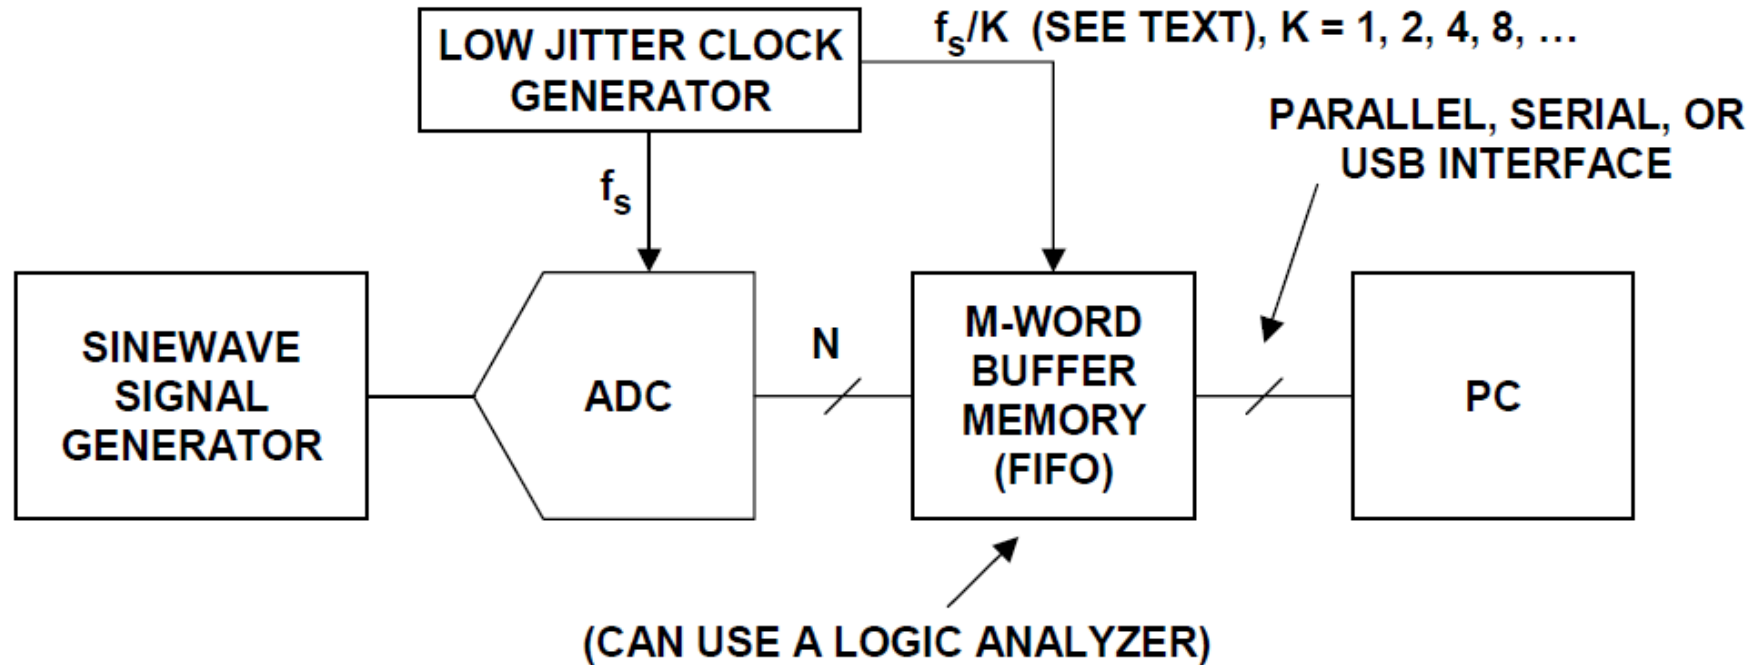 LOW JITTER CLOCK
GENERATOR
fs/K (SEE TEXT), K = 1, 2, 4, 8, …
PARALLEL, SERIAL, OR
USB INTERFACE
fs
SINEWAVE
SIGNAL
GENERATOR
ADC
N
M-WORD
BUFFER
MEMORY
(FIFO)
PC
(CAN USE A LOGIC ANALYZER)